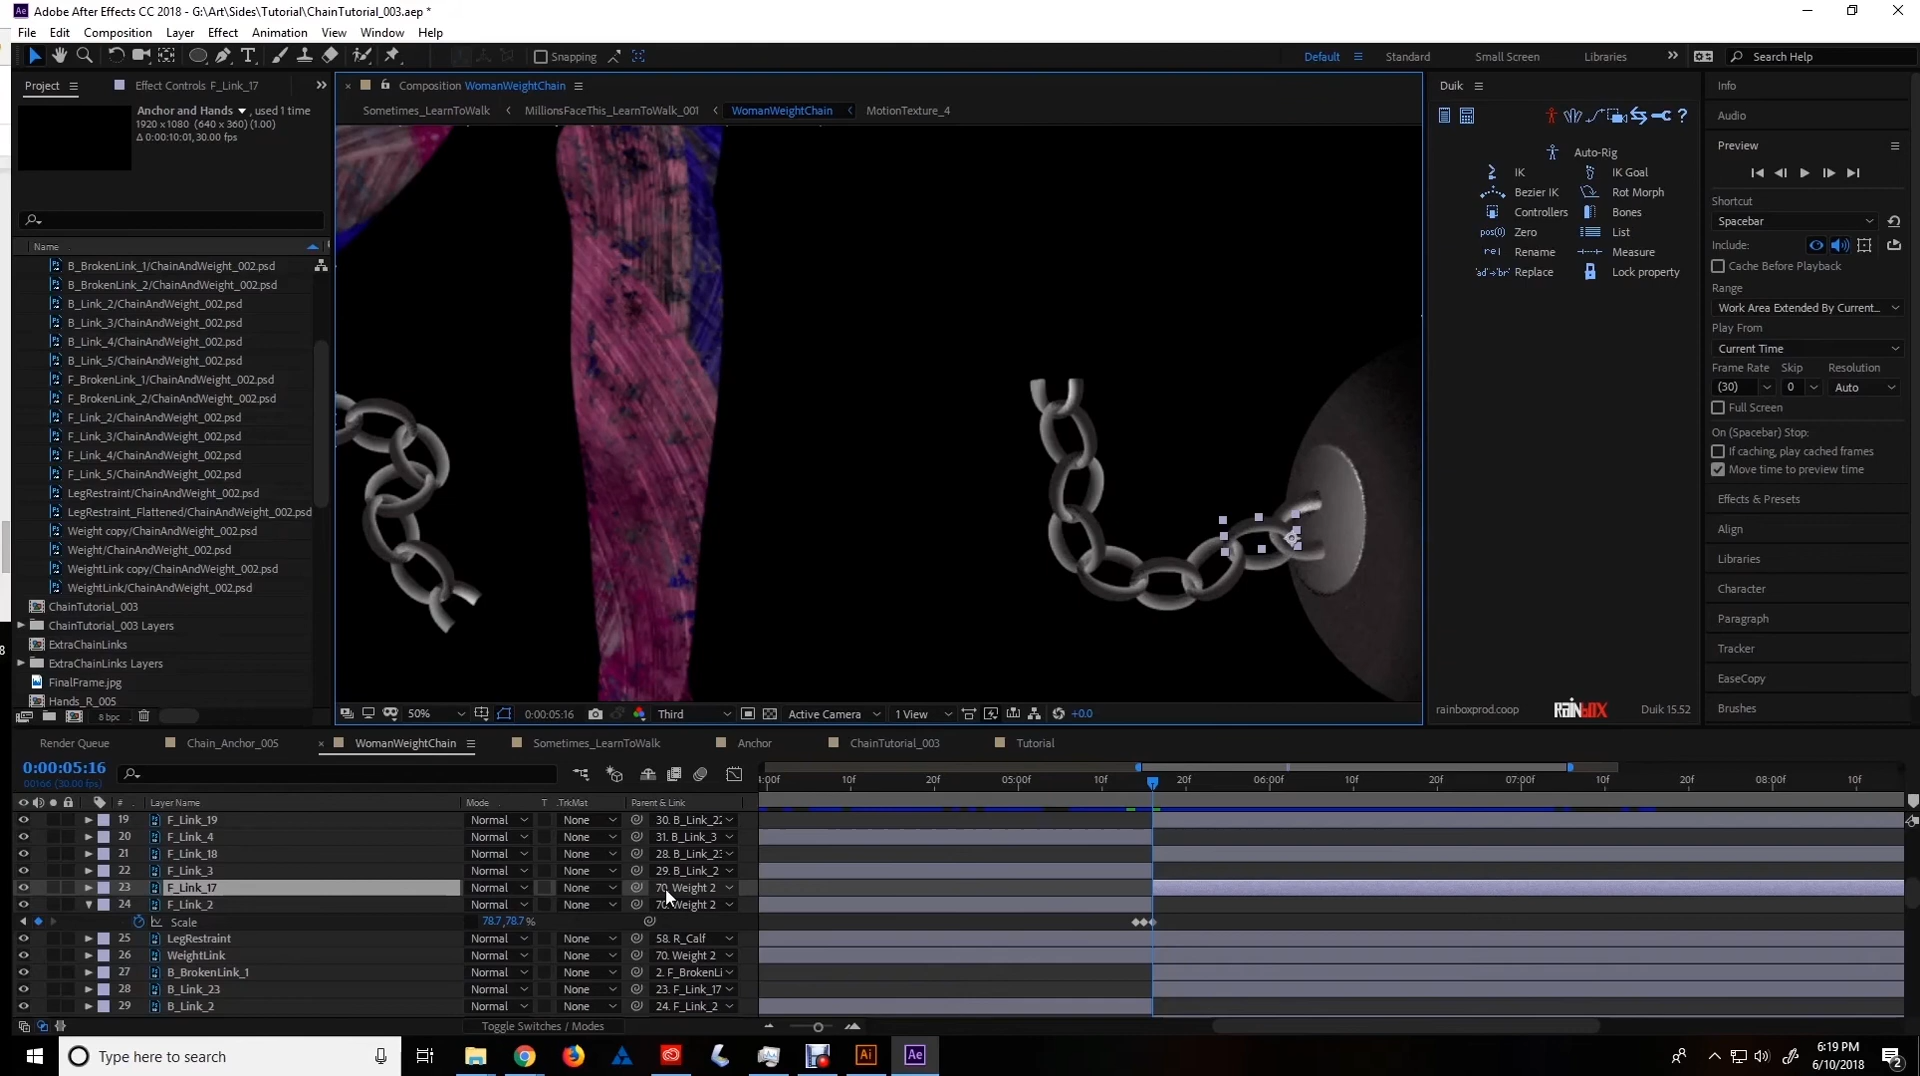 Adobe After Effects CC 2018 - G:\Art\Sides\Tutorial\ChainTutorial_003.aep *
File Edit Composition Layer Effect Animation View Window Help
Snapping Default Standard Small Screen Libraries Search Help
Project Effect Controls F_Link_17
Anchor and Hands , used 1 time
1920 x 1080 (640 x 360) (1.00)
Δ 0:00:10:01, 30.00 fps
Name
B_BrokenLink_1/ChainAndWeight_002.psd
B_BrokenLink_2/ChainAndWeight_002.psd
B_Link_2/ChainAndWeight_002.psd
B_Link_3/ChainAndWeight_002.psd
B_Link_4/ChainAndWeight_002.psd
B_Link_5/ChainAndWeight_002.psd
F_BrokenLink_1/ChainAndWeight_002.psd
F_BrokenLink_2/ChainAndWeight_002.psd
F_Link_2/ChainAndWeight_002.psd
F_Link_3/ChainAndWeight_002.psd
F_Link_4/ChainAndWeight_002.psd
F_Link_5/ChainAndWeight_002.psd
LegRestraint/ChainAndWeight_002.psd
LegRestraint_Flattened/ChainAndWeight_002.psd
Weight copy/ChainAndWeight_002.psd
Weight/ChainAndWeight_002.psd
WeightLink copy/ChainAndWeight_002.psd
WeightLink/ChainAndWeight_002.psd
ChainTutorial_003
ChainTutorial_003 Layers
ExtraChainLinks
ExtraChainLinks Layers
FinalFrame.jpg
Hands_R_005
8 bpc
Composition WomanWeightChain
Sometimes_LearnToWalk MillionsFaceThis_LearnToWalk_001 WomanWeightChain MotionTexture_4
50% 0:00:05:16 Third Active Camera 1 View +0.0
Duik
Auto-Rig
IK IK Goal
Bezier IK Rot Morph
Controllers Bones
pos(0) Zero List
rel Rename Measure
Replace Lock property
rainboxprod.coop RAINBOX Duik 15.52
Info
Audio
Preview
Shortcut
Spacebar
Include:
Cache Before Playback
Range
Work Area Extended By Current...
Play From
Current Time
Frame Rate Skip Resolution
(30) 0 Auto
Full Screen
On (Spacebar) Stop:
If caching, play cached frames
Move time to preview time
Effects & Presets
Align
Libraries
Character
Paragraph
Tracker
EaseCopy
Brushes
Render Queue Chain_Anchor_005 WomanWeightChain Sometimes_LearnToWalk Anchor ChainTutorial_003 Tutorial
0:00:05:16
00166 (30.00 fps)
:00f 10f 20f 05:00f 10f 20f 06:00f 10f 20f 07:00f 10f 20f 08:00f 10f
# Layer Name Mode T .TrkMat Parent & Link
19 F_Link_19 Normal None 30. B_Link_22
20 F_Link_4 Normal None 31. B_Link_3
21 F_Link_18 Normal None 28. B_Link_23
22 F_Link_3 Normal None 29. B_Link_2
23 F_Link_17 Normal None 70. Weight 2
24 F_Link_2 Normal None 70. Weight 2
Scale 78.7,78.7 %
25 LegRestraint Normal None 58. R_Calf
26 WeightLink Normal None 70. Weight 2
27 B_BrokenLink_1 Normal None 2. F_BrokenLi
28 B_Link_23 Normal None 23. F_Link_17
29 B_Link_2 Normal None 24. F_Link_2
Toggle Switches / Modes
Type here to search
6:19 PM
6/10/2018